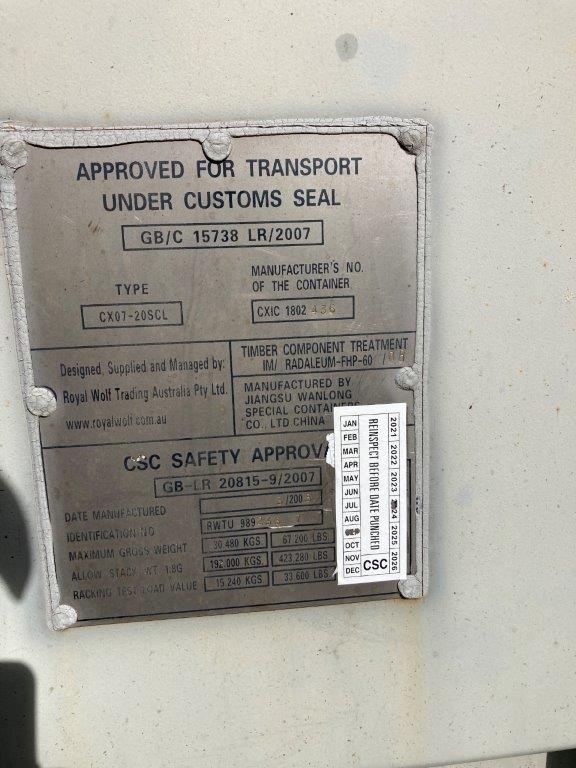 APPROVED FOR TRANSPORT
UNDER CUSTOMS SEAL
GB/C 15738 LR/2007
TYPE
CX07-20SCL
MANUFACTURER'S NO.
OF THE CONTAINER
CXIC 1802 436
Designed, Supplied and Managed by:
Royal Wolf Trading Australia Pty Ltd.
www.royalwolf.com.au
TIMBER COMPONENT TREATMENT
IM/ RADALEUM-FHP-60 /
MANUFACTURED BY
JIANGSU WANLONG
SPECIAL
CO., LTD.CHINA
CSC SAFETY
GB-LR 20815-9/2007
DATE MANUFACTURED
IDENTIFICATION NO RWTU 989
MAXIMUM GROSS WEIGHT 30.480 KGS 67 200 LBS
ALLOW STACK. WT. 1.8G 192.000 KGS 423.280 LBS
RACKING TEST LOAD VALUE 15 240 KGS 33 600 LBS
JAN
FEB
MAR
APR
MAY
JUN
JUL
AUG
OCT
NOV
DEC
REINSPECT BEFORE DATE PUNCHED
CSC
2021 2022 2023 2025 2026